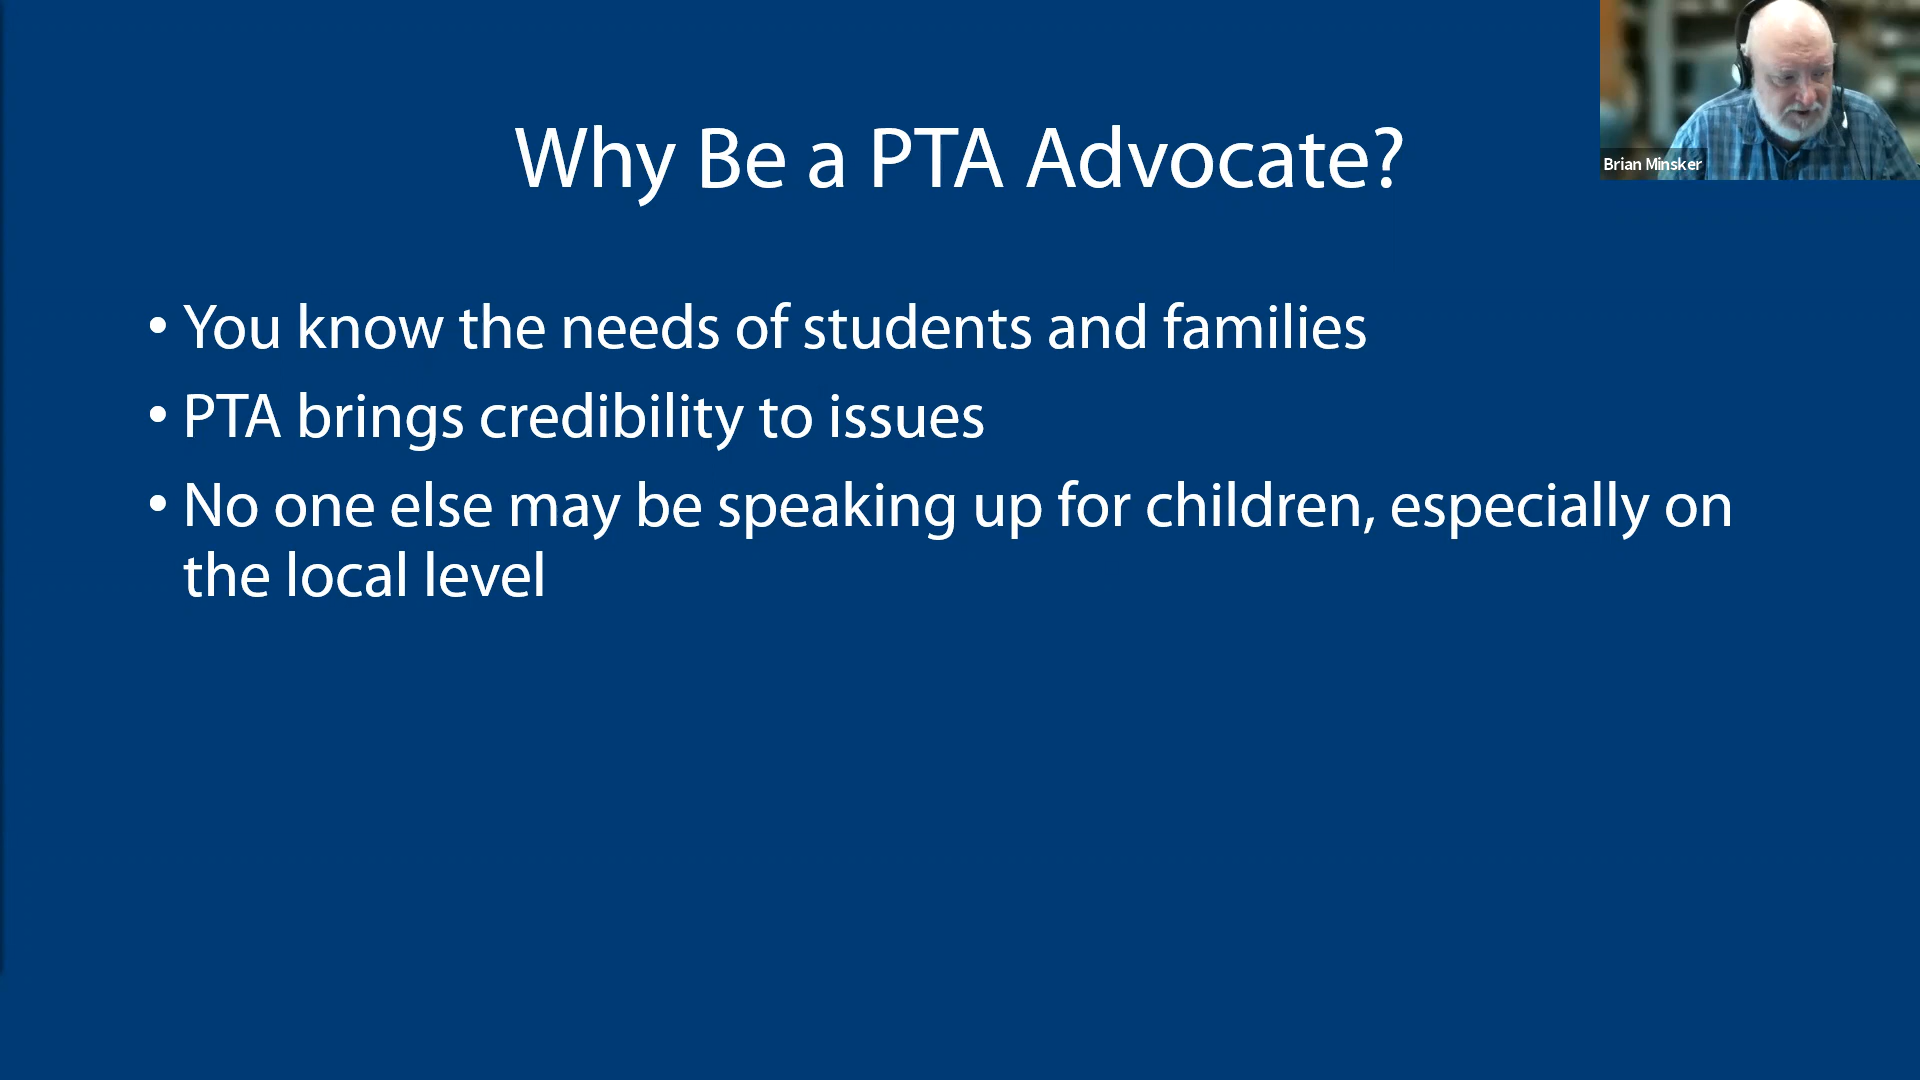 Why Be a PTA Advocate?
Brian Minsker
• You know the needs of students and families
• PTA brings credibility to issues
• No one else may be speaking up for children, especially on
the local level